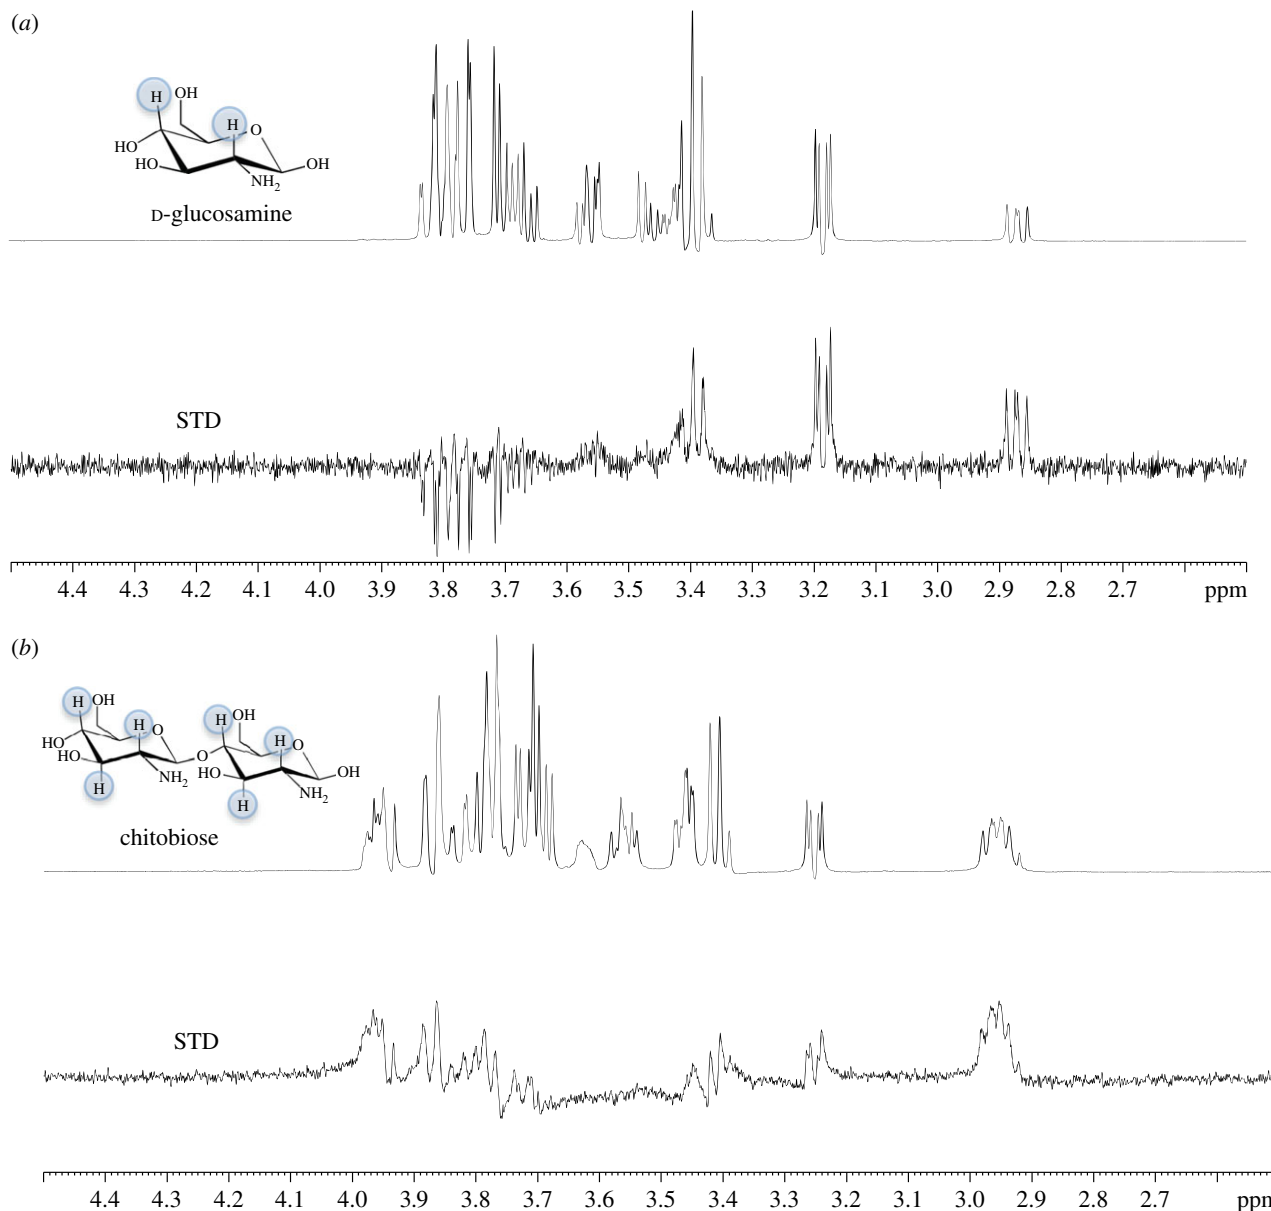 (a)
H OH
H
O
HO
HO
OH
NH2
D-glucosamine
STD
4.4 4.3 4.2 4.1 4.0 3.9 3.8 3.7 3.6 3.5 3.4 3.3 3.2 3.1 3.0 2.9 2.8 2.7 ppm
(b)
H OH
H O
H OH
H O
HO
HO
O
NH2
HO
OH
NH2
H
H
chitobiose
STD
4.4 4.3 4.2 4.1 4.0 3.9 3.8 3.7 3.6 3.5 3.4 3.3 3.2 3.1 3.0 2.9 2.8 2.7 ppm